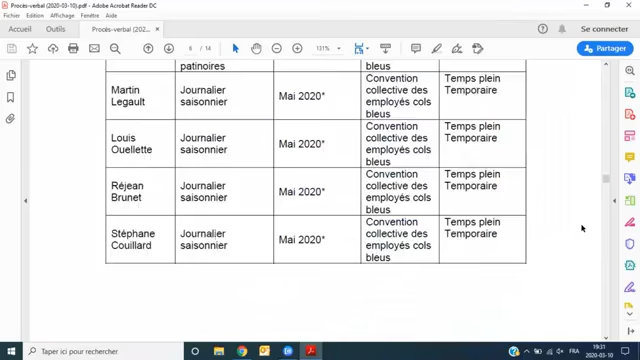 Procès-verbal (2020-03-10).pdf - Adobe Acrobat Reader DC
Fichier Edition Affichage Fenêtre Aide
Accueil Outils Procès-verbal (202... × Se connecter
6 / 14 131% Partager
patinoires bleus
Martin Legault Journalier saisonnier Mai 2020* Convention collective des employés cols bleus Temps plein Temporaire
Louis Ouellette Journalier saisonnier Mai 2020* Convention collective des employés cols bleus Temps plein Temporaire
Réjean Brunet Journalier saisonnier Mai 2020* Convention collective des employés cols bleus Temps plein Temporaire
Stéphane Couillard Journalier saisonnier Mai 2020* Convention collective des employés cols bleus Temps plein Temporaire
Taper ici pour rechercher FRA 19:31
2020-03-10